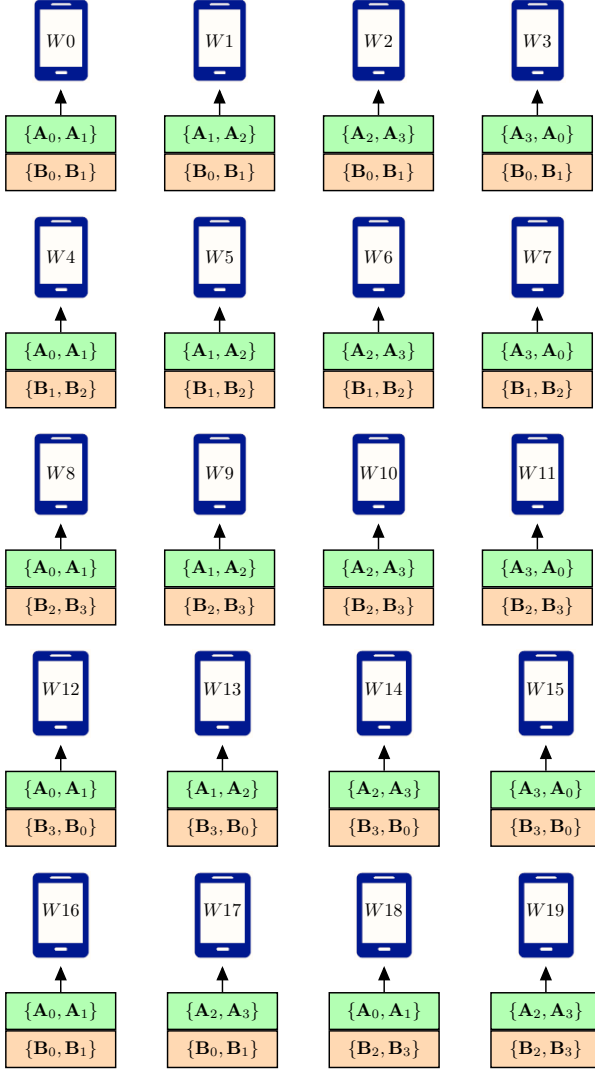 W0 W1 W2 W3
{A₀, A₁} {A₁, A₂} {A₂, A₃} {A₃, A₀}
{B₀, B₁} {B₀, B₁} {B₀, B₁} {B₀, B₁}
W4 W5 W6 W7
{A₀, A₁} {A₁, A₂} {A₂, A₃} {A₃, A₀}
{B₁, B₂} {B₁, B₂} {B₁, B₂} {B₁, B₂}
W8 W9 W10 W11
{A₀, A₁} {A₁, A₂} {A₂, A₃} {A₃, A₀}
{B₂, B₃} {B₂, B₃} {B₂, B₃} {B₂, B₃}
W12 W13 W14 W15
{A₀, A₁} {A₁, A₂} {A₂, A₃} {A₃, A₀}
{B₃, B₀} {B₃, B₀} {B₃, B₀} {B₃, B₀}
W16 W17 W18 W19
{A₀, A₁} {A₂, A₃} {A₀, A₁} {A₂, A₃}
{B₀, B₁} {B₀, B₁} {B₂, B₃} {B₂, B₃}